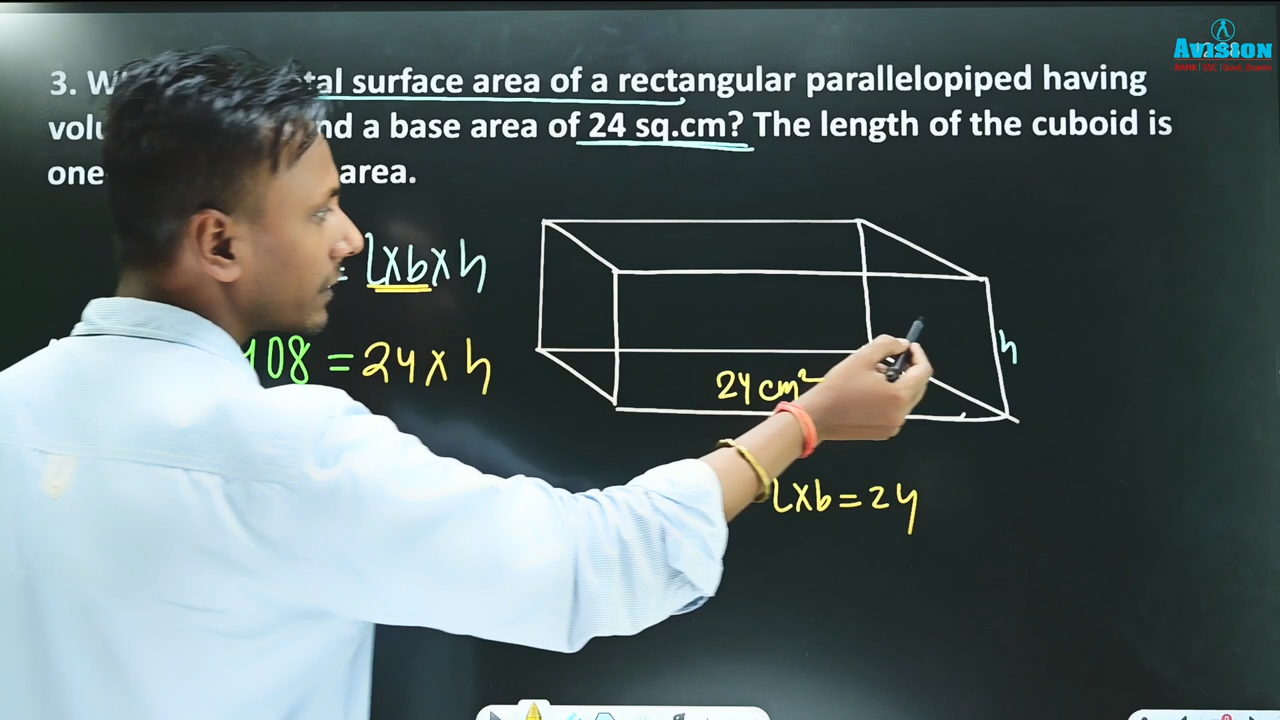 3. tal surface area of a rectangular parallelopiped having
nd a base area of 24 sq.cm? The length of the cuboid is
one area.
= l×b×h
108 = 24×h
24 cm²
h
l×b=24
AVISION